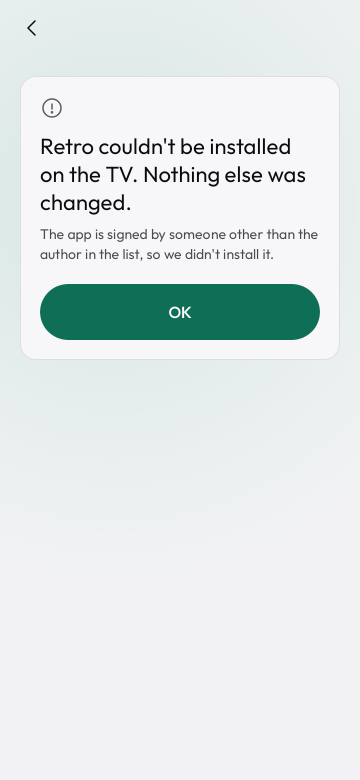 Retro couldn't be installed
on the TV. Nothing else was
changed.
The app is signed by someone other than the
author in the list, so we didn't install it.
OK